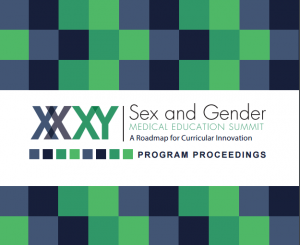 XXXY
Sex and Gender
MEDICAL EDUCATION SUMMIT
A Roadmap for Curricular Innovation
PROGRAM PROCEEDINGS